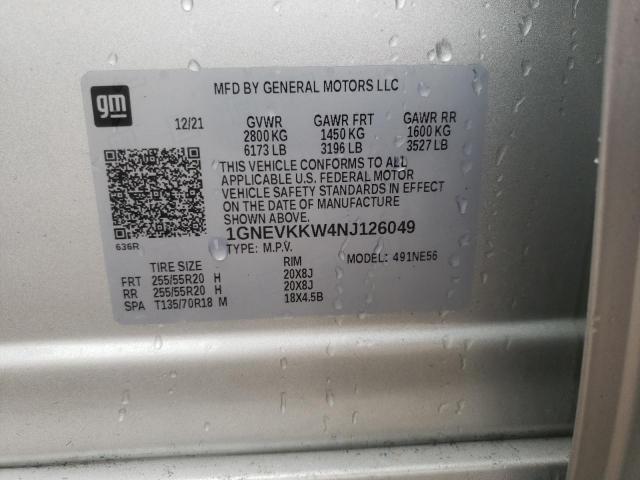 gm
MFD BY GENERAL MOTORS LLC
12/21 GVWR GAWR FRT GAWR RR
2800 KG 1450 KG 1600 KG
6173 LB 3196 LB 3527 LB
THIS VEHICLE CONFORMS TO ALL
APPLICABLE U.S. FEDERAL MOTOR
VEHICLE SAFETY STANDARDS IN EFFECT
ON THE DATE OF MANUFACTURE
SHOWN ABOVE.
636R 1GNEVKKW4NJ126049
TYPE: M.P.V. MODEL: 491NE56
TIRE SIZE RIM
FRT 255/55R20 H 20X8J
RR 255/55R20 H 20X8J
SPA T135/70R18 M 18X4.5B